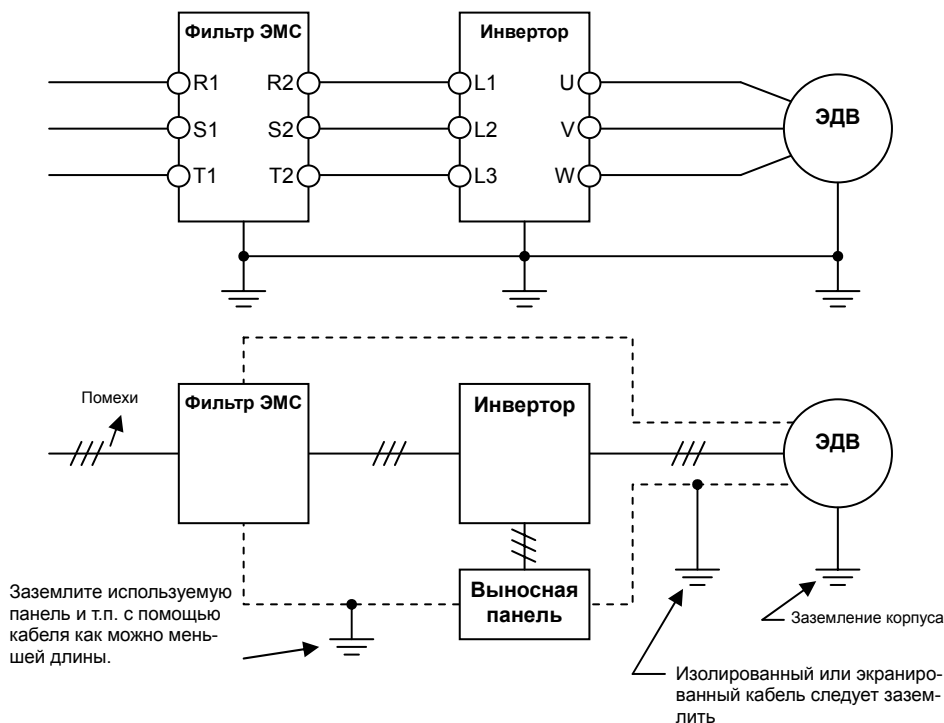 Фильтр ЭМС
Инвертор
R1 R2 L1 U
S1 S2 L2 V
T1 T2 L3 W
ЭДВ
Помехи
Фильтр ЭМС
Инвертор
ЭДВ
Выносная
панель
Заземлите используемую
панель и т.п. с помощью
кабеля как можно мень-
шей длины.
Заземление корпуса
Изолированный или экраниро-
ванный кабель следует зазем-
лить